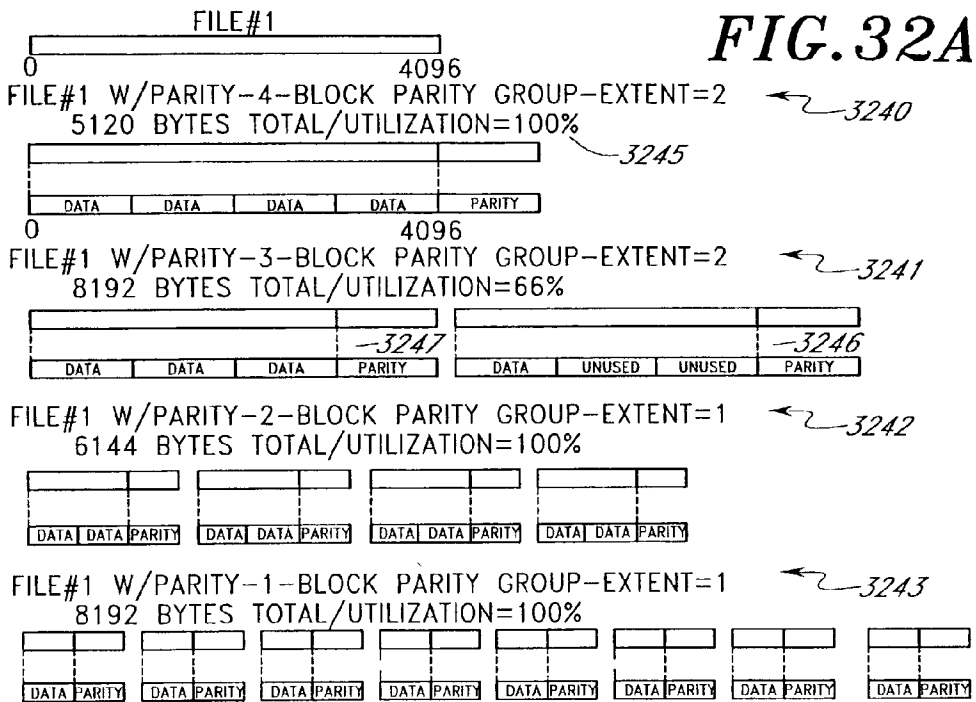 FILE#1
FIG.32A
0 4096
FILE#1 W/PARITY-4-BLOCK PARITY GROUP-EXTENT=2 3240
5120 BYTES TOTAL/UTILIZATION=100% 3245
DATA DATA DATA DATA PARITY
0 4096
FILE#1 W/PARITY-3-BLOCK PARITY GROUP-EXTENT=2 3241
8192 BYTES TOTAL/UTILIZATION=66%
3247 3246
DATA DATA DATA PARITY DATA UNUSED UNUSED PARITY
FILE#1 W/PARITY-2-BLOCK PARITY GROUP-EXTENT=1 3242
6144 BYTES TOTAL/UTILIZATION=100%
DATA DATA PARITY DATA DATA PARITY DATA DATA PARITY DATA DATA PARITY
FILE#1 W/PARITY-1-BLOCK PARITY GROUP-EXTENT=1 3243
8192 BYTES TOTAL/UTILIZATION=100%
DATA PARITY DATA PARITY DATA PARITY DATA PARITY DATA PARITY DATA PARITY DATA PARITY DATA PARITY